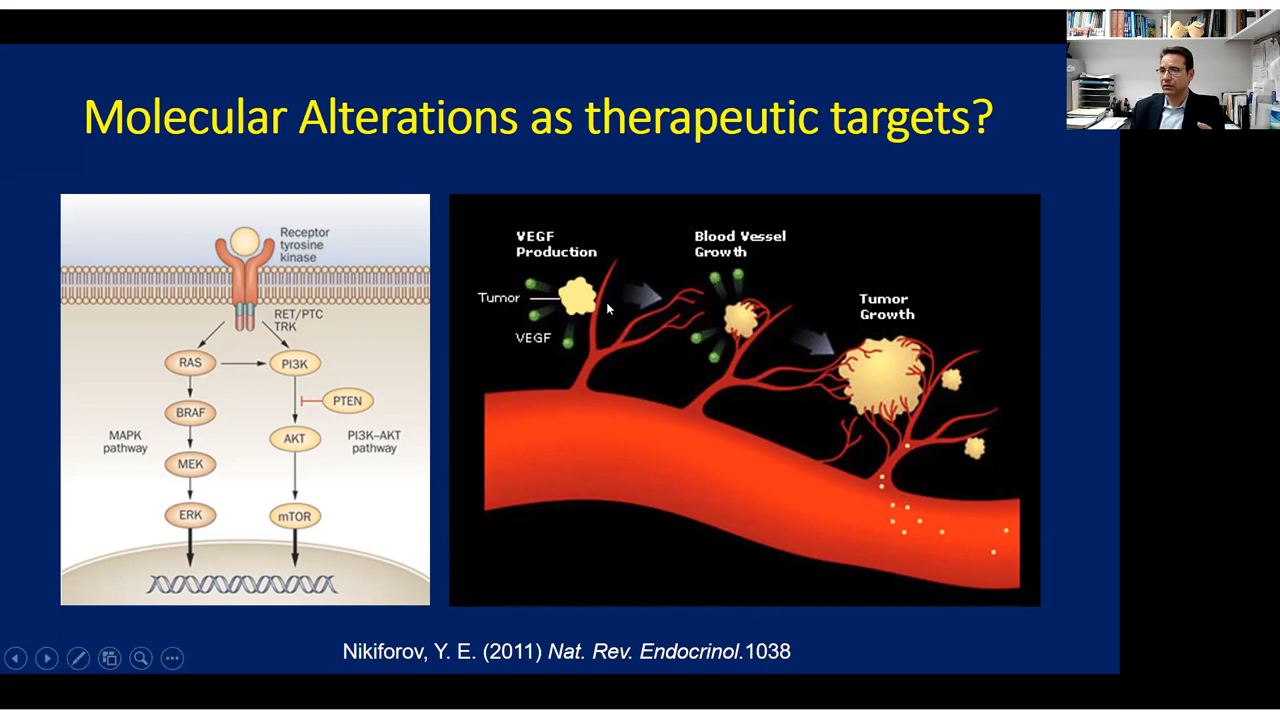 Molecular Alterations as therapeutic targets?
Receptor
tyrosine
kinase
RET/PTC
TRK
RAS
PI3K
PTEN
BRAF
AKT
MAPK
pathway
PI3K–AKT
pathway
MEK
ERK
mTOR
VEGF
Production
Tumor
VEGF
Blood Vessel
Growth
Tumor
Growth
Nikiforov, Y. E. (2011) Nat. Rev. Endocrinol.1038